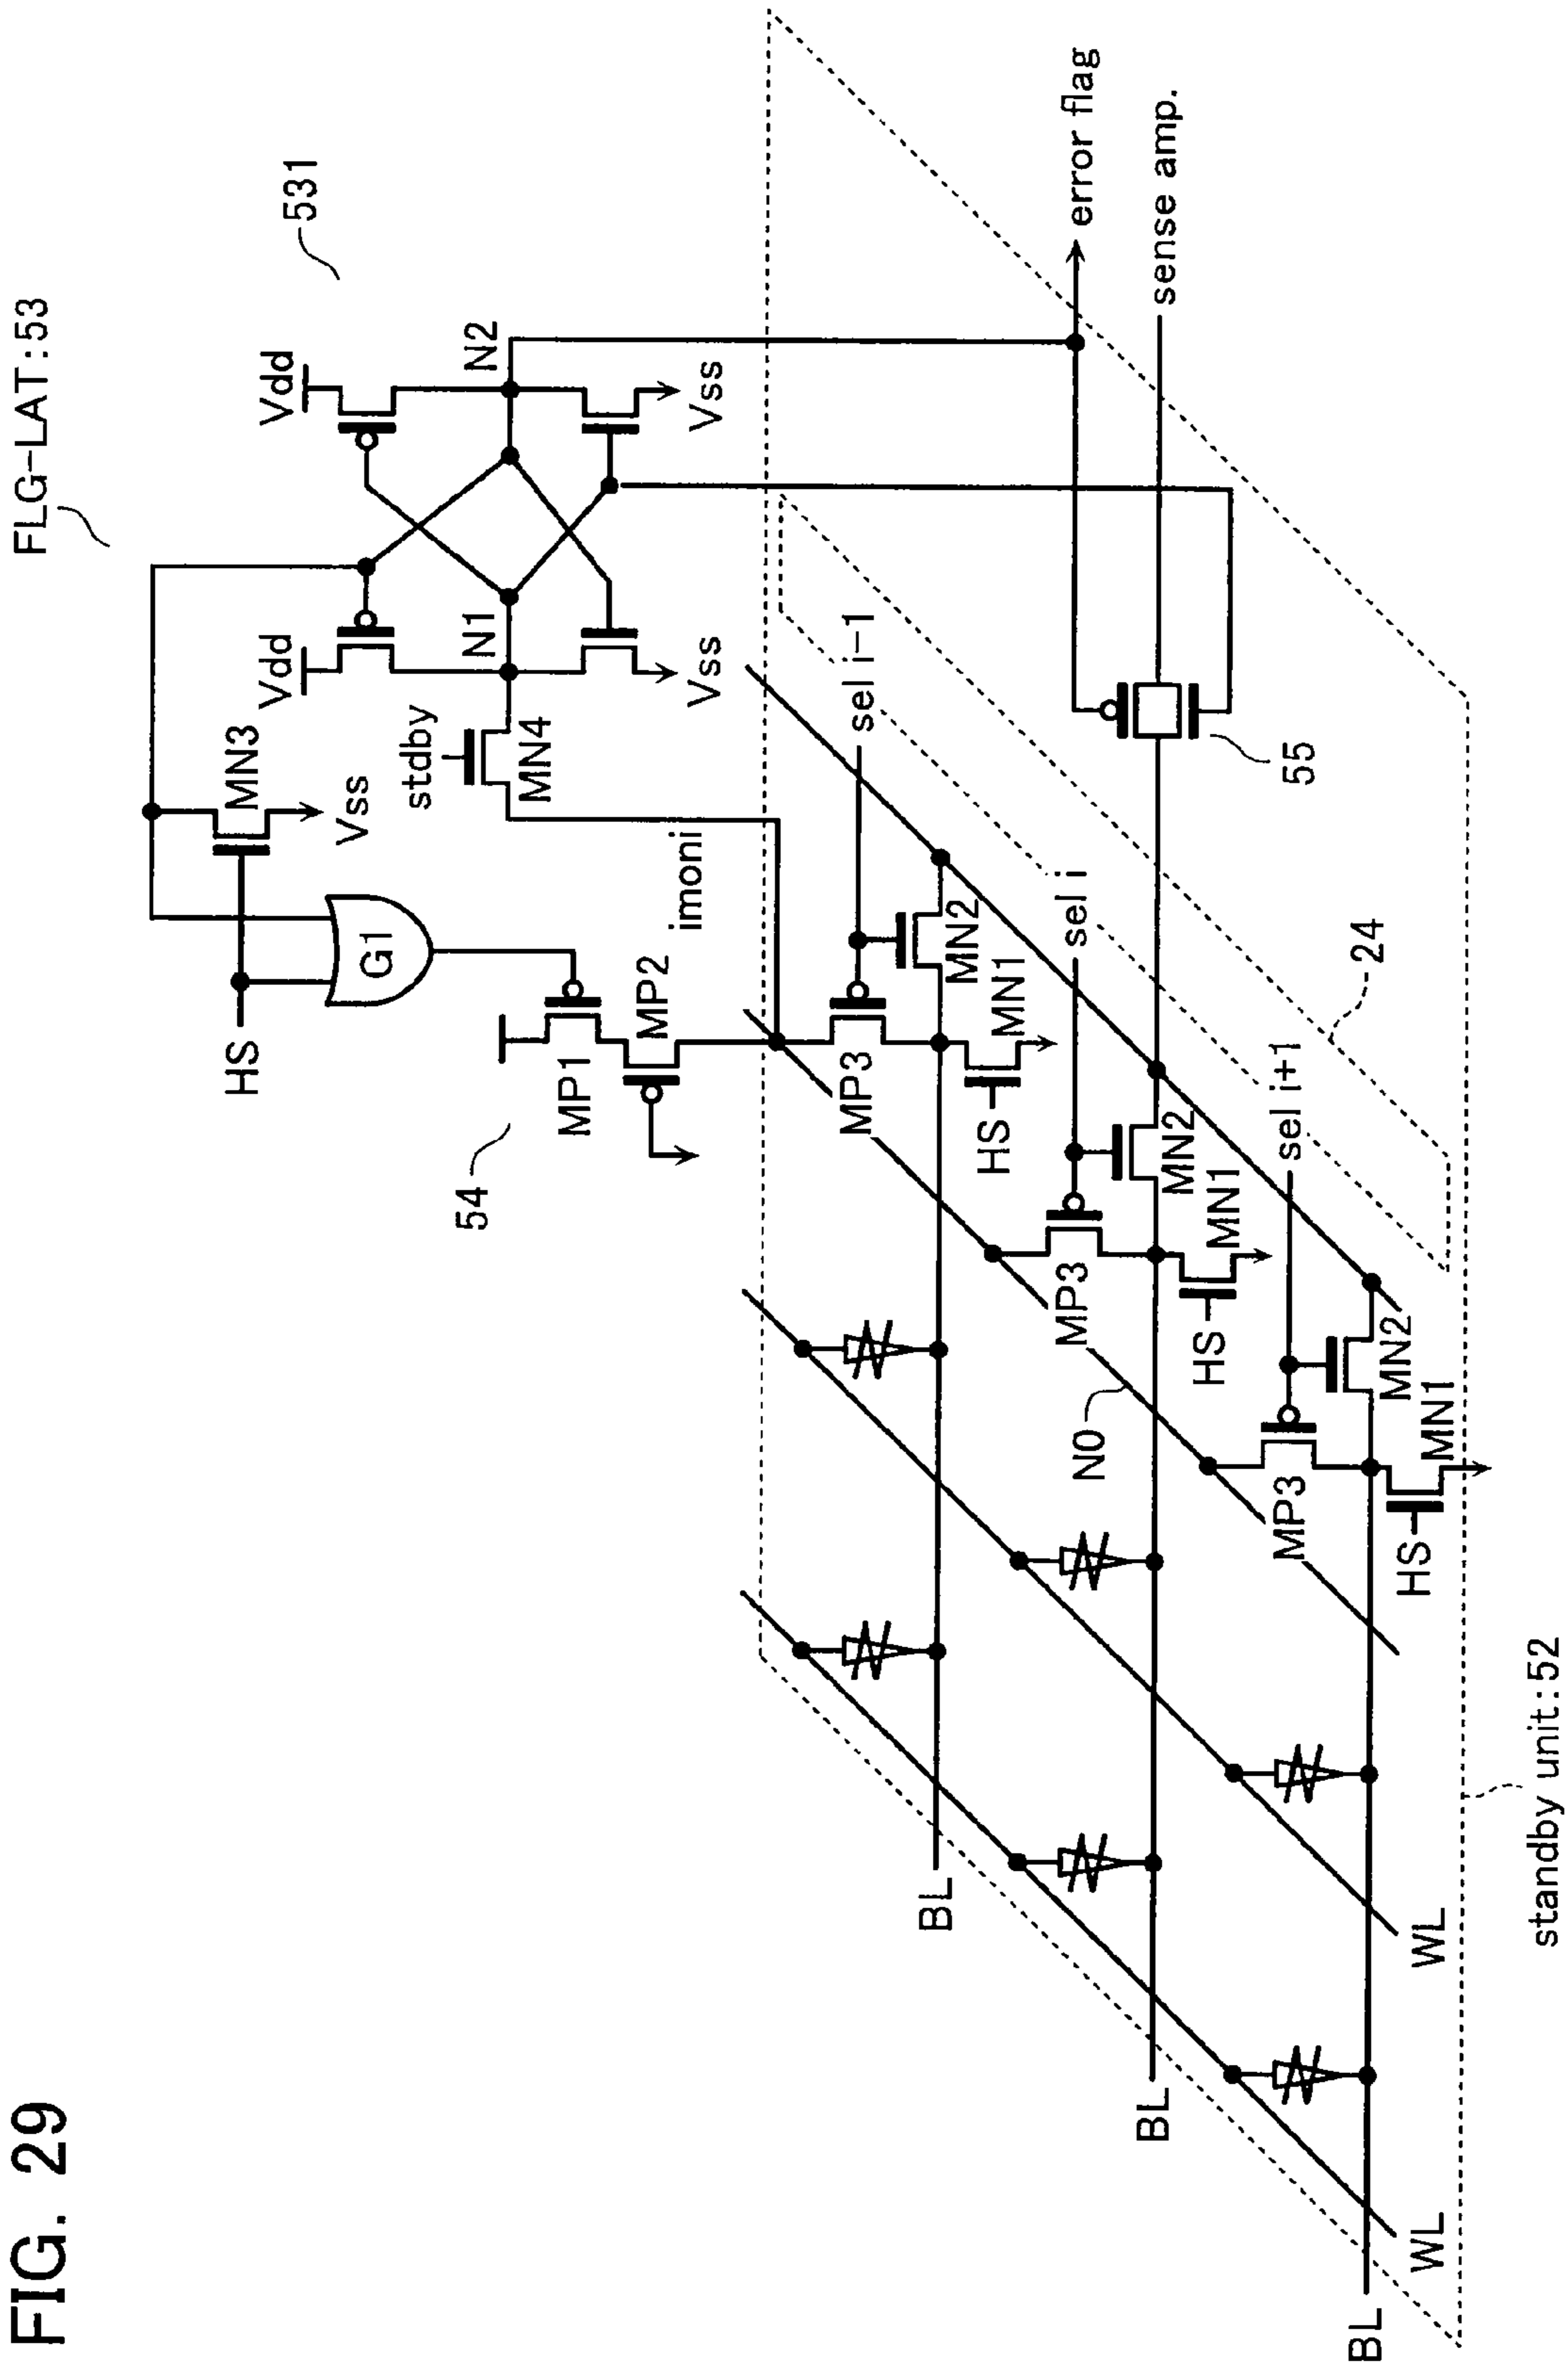 FIG. 29
FLG-LAT:53
531
Vdd
Vdd
N2
N1
Vss
Vss
MN3
Vss
HS
G1
stdby
MN4
imoni
54
MP1
MP2
error flag
sense amp.
sel i-1
MP3
MN2
HS
MN1
sel i
MP3
MN2
HS
MN1
55
24
sel i+1
N0
MP3
MN2
HS
MN1
BL
BL
BL
WL
WL
standby unit:52